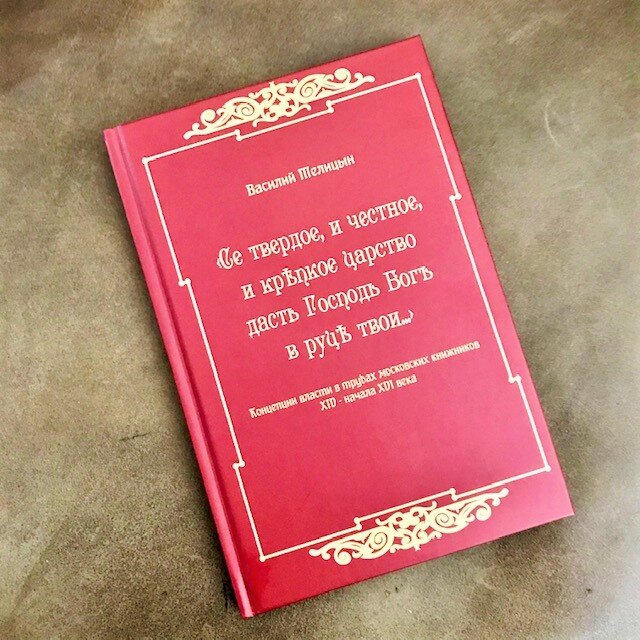 Василий Телицын
«Се твердое, и честное,
и крѣпкое царство
дасть Господь Богъ
в руцѣ твои...»
Концепции власти в трудах московских книжников
XIV - начала XVI века